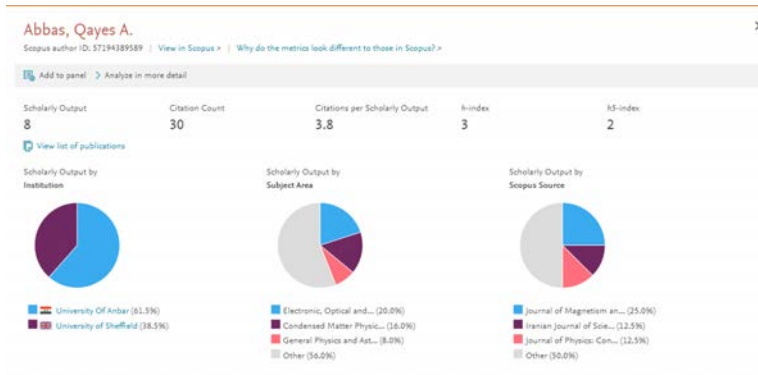 Abbas, Qayes A.
Scopus author ID: 57194389589 | View in Scopus > | Why do the metrics look different to those in Scopus? >
Add to panel > Analyze in more detail
Scholarly Output Citation Count Citations per Scholarly Output h-index h5-index
8 30 3.8 3 2
View list of publications
Scholarly Output by Scholarly Output by Scholarly Output by
Institution Subject Area Scopus Source
University Of Anbar (61.5%) Electronic, Optical and... (20.0%) Journal of Magnetism an... (25.0%)
University of Sheffield (38.5%) Condensed Matter Physic... (16.0%) Iranian Journal of Scie... (12.5%)
General Physics and Ast... (8.0%) Journal of Physics: Con... (12.5%)
Other (56.0%) Other (50.0%)